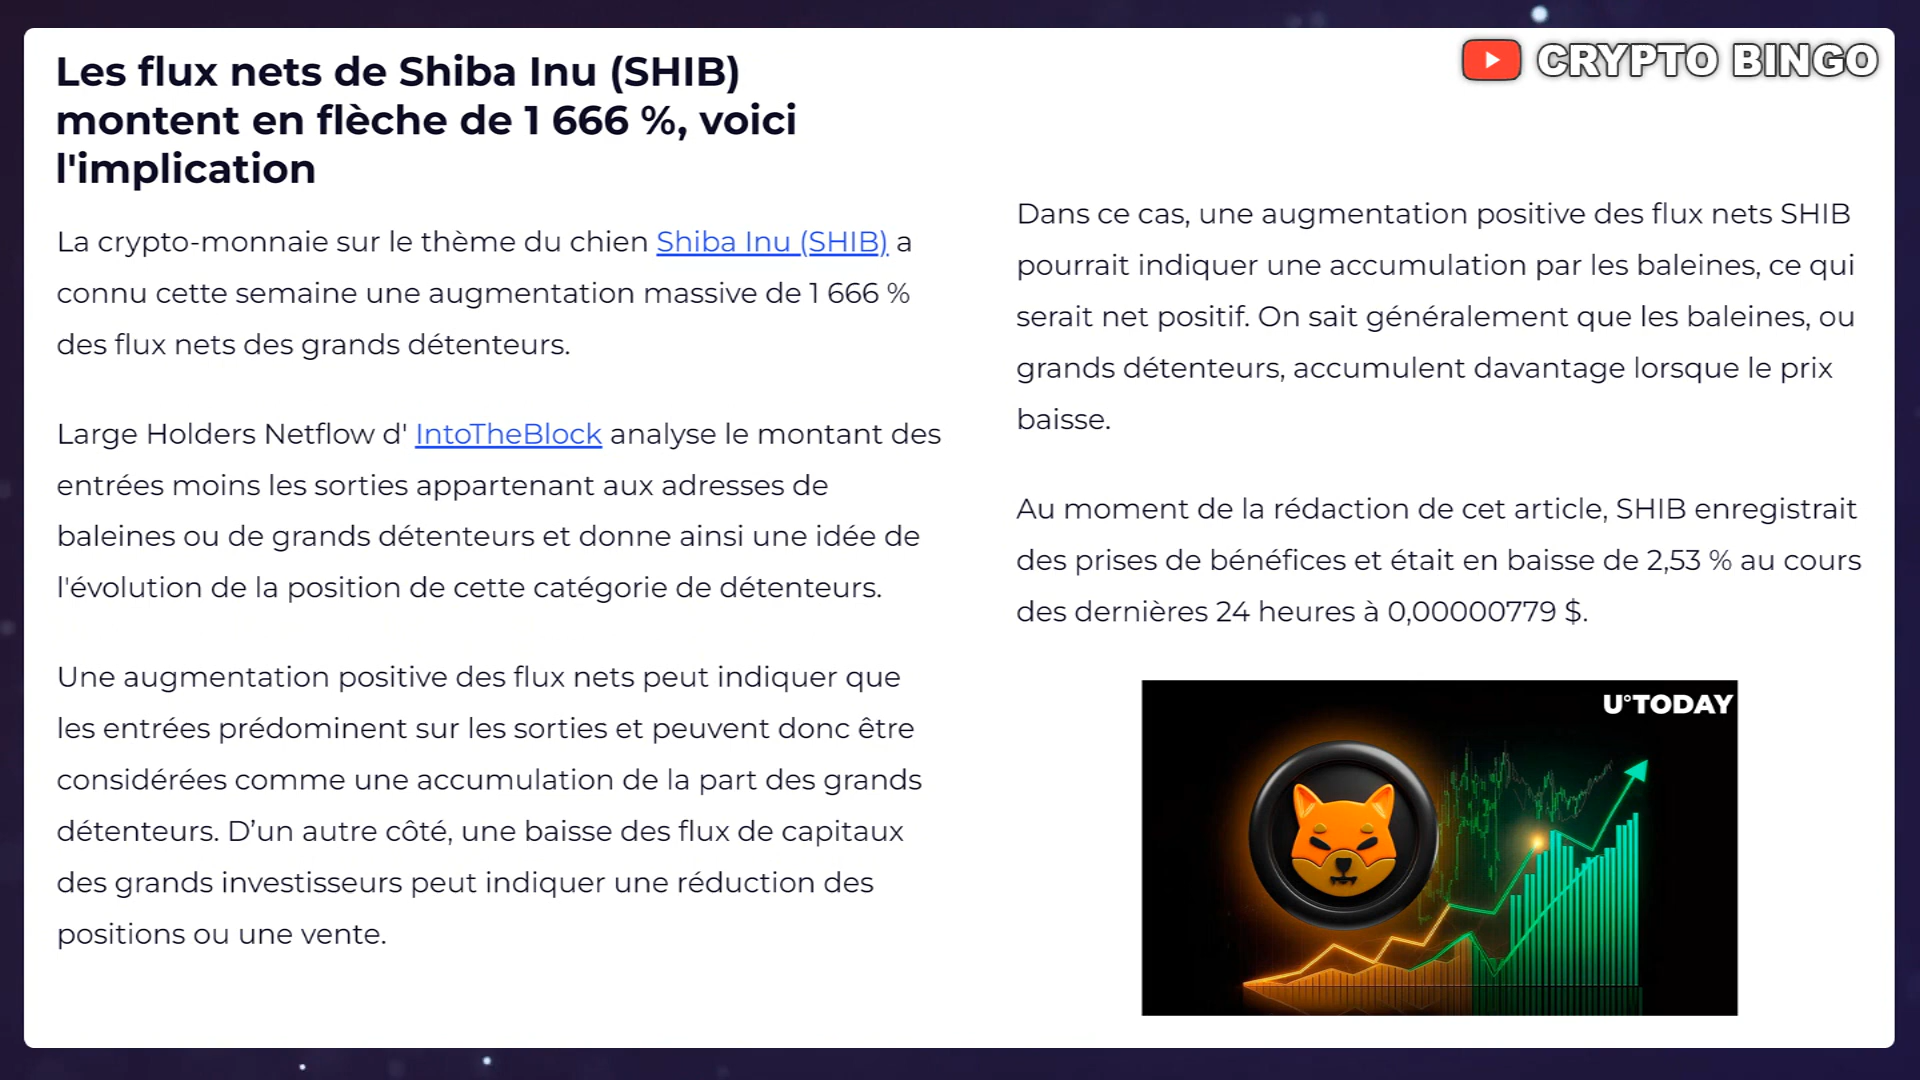 CRYPTO BINGO
Les flux nets de Shiba Inu (SHIB)
montent en flèche de 1 666 %, voici
l'implication
La crypto-monnaie sur le thème du chien Shiba Inu (SHIB) a
connu cette semaine une augmentation massive de 1 666 %
des flux nets des grands détenteurs.
Large Holders Netflow d' IntoTheBlock analyse le montant des
entrées moins les sorties appartenant aux adresses de
baleines ou de grands détenteurs et donne ainsi une idée de
l'évolution de la position de cette catégorie de détenteurs.
Une augmentation positive des flux nets peut indiquer que
les entrées prédominent sur les sorties et peuvent donc être
considérées comme une accumulation de la part des grands
détenteurs. D’un autre côté, une baisse des flux de capitaux
des grands investisseurs peut indiquer une réduction des
positions ou une vente.
Dans ce cas, une augmentation positive des flux nets SHIB
pourrait indiquer une accumulation par les baleines, ce qui
serait net positif. On sait généralement que les baleines, ou
grands détenteurs, accumulent davantage lorsque le prix
baisse.
Au moment de la rédaction de cet article, SHIB enregistrait
des prises de bénéfices et était en baisse de 2,53 % au cours
des dernières 24 heures à 0,00000779 $.
U°TODAY